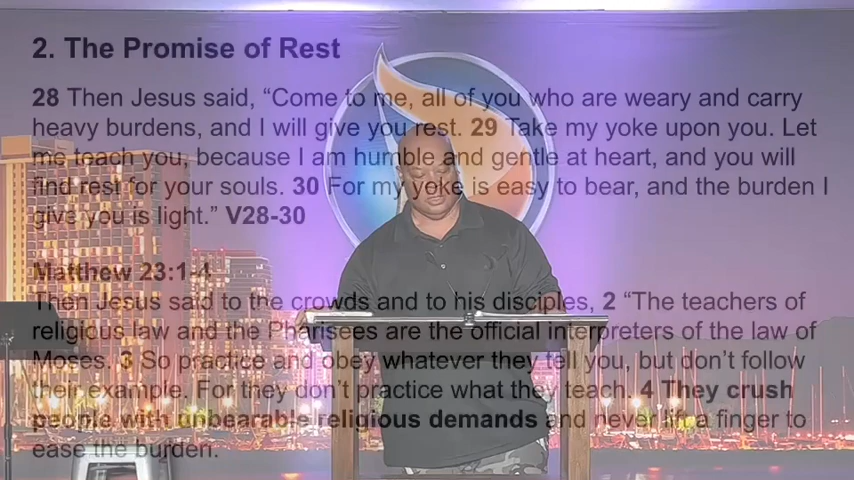 2. The Promise of Rest
28 Then Jesus said, “Come to me, all of you who are weary and carry
heavy burdens, and I will give you rest. 29 Take my yoke upon you. Let
me teach you, because I am humble and gentle at heart, and you will
find rest for your souls. 30 For my yoke is easy to bear, and the burden I
give you is light.” V28-30
Matthew 23:1-4
Then Jesus said to the crowds and to his disciples, 2 “The teachers of
religious law and the Pharisees are the official interpreters of the law of
Moses. 3 So practice and obey whatever they tell you, but don’t follow
their example. For they don’t practice what they teach. 4 They crush
people with unbearable religious demands and never lift a finger to
ease the burden.